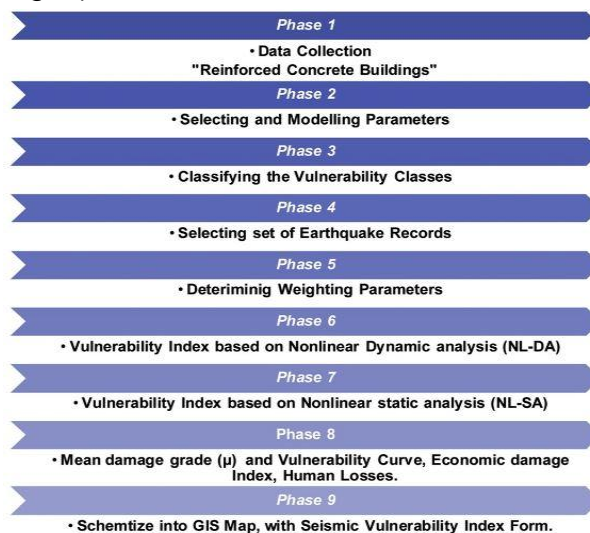 Phase 1
• Data Collection
"Reinforced Concrete Buildings"
Phase 2
• Selecting and Modelling Parameters
Phase 3
• Classifying the Vulnerability Classes
Phase 4
• Selecting set of Earthquake Records
Phase 5
• Deteriminig Weighting Parameters
Phase 6
• Vulnerability Index based on Nonlinear Dynamic analysis (NL-DA)
Phase 7
• Vulnerability Index based on Nonlinear static analysis (NL-SA)
Phase 8
• Mean damage grade (µ) and Vulnerability Curve, Economic damage
Index, Human Losses.
Phase 9
• Schemtize into GIS Map, with Seismic Vulnerability Index Form.